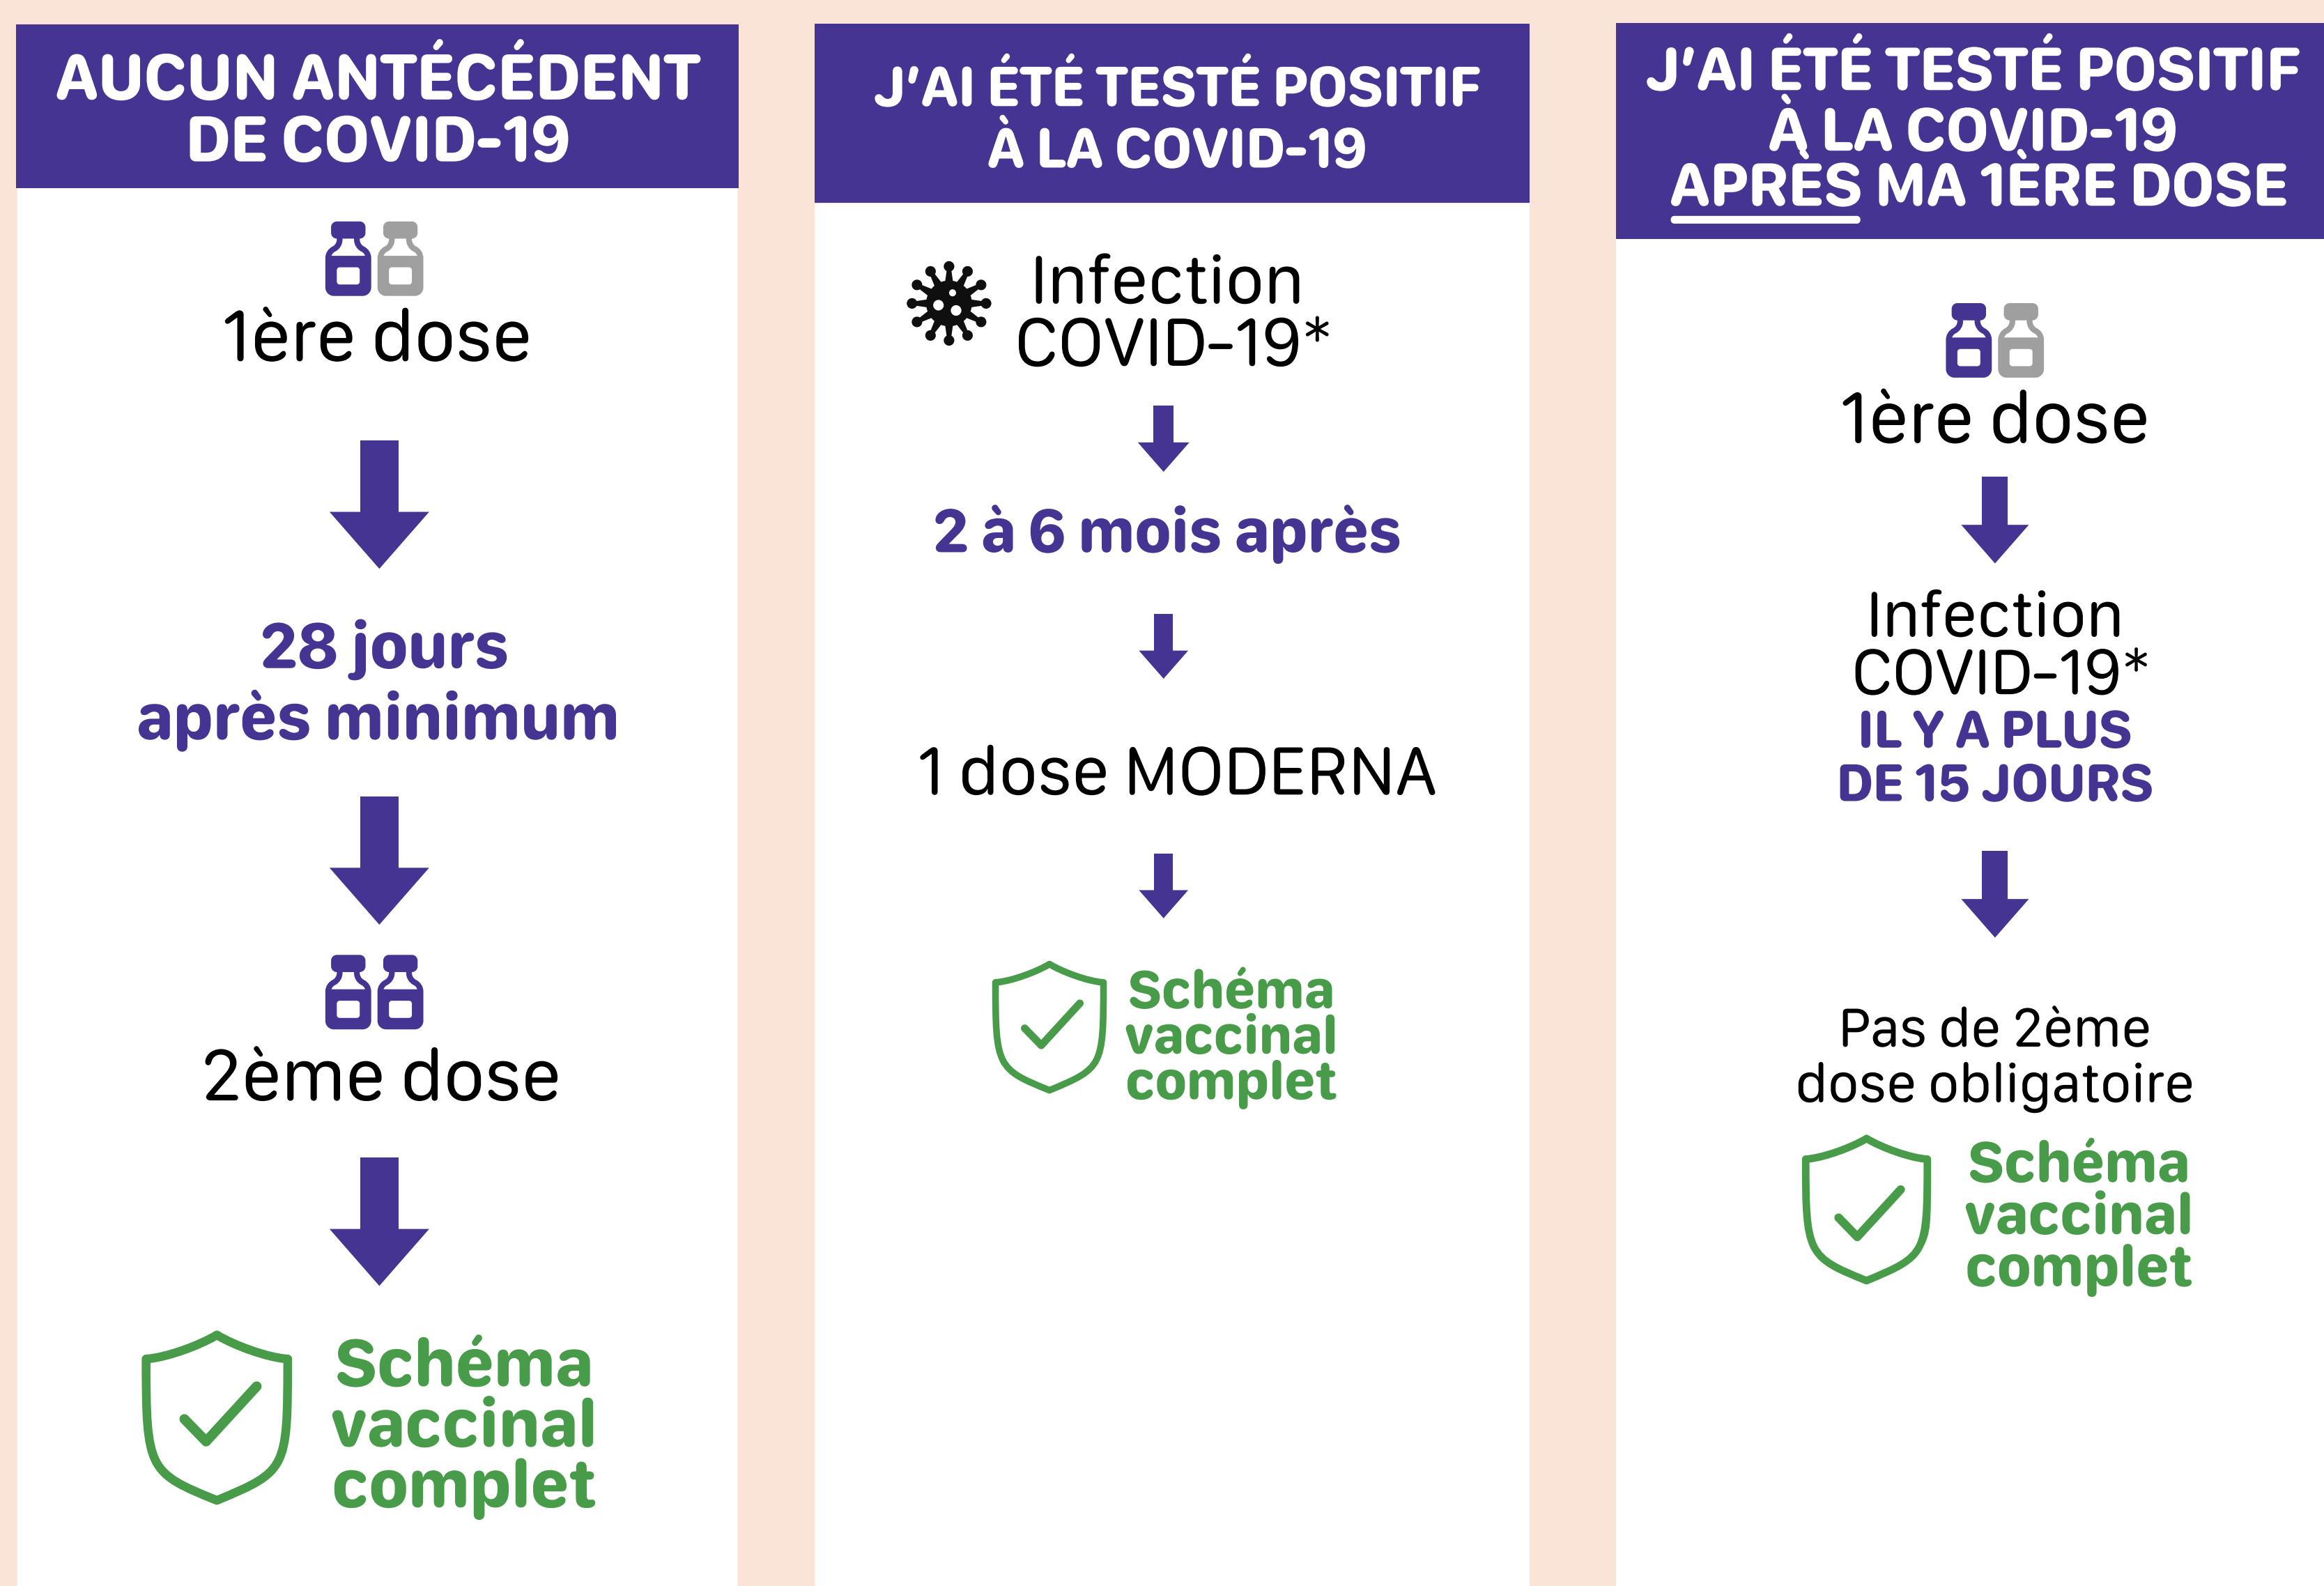 AUCUN ANTÉCÉDENT
DE COVID-19
1ère dose
28 jours
après minimum
2ème dose
Schéma
vaccinal
complet
J'AI ÉTÉ TESTÉ POSITIF
À LA COVID-19
Infection
COVID-19*
2 à 6 mois après
1 dose MODERNA
Schéma
vaccinal
complet
J'AI ÉTÉ TESTÉ POSITIF
À LA COVID-19
APRÈS MA 1ÈRE DOSE
1ère dose
Infection
COVID-19*
IL Y A PLUS
DE 15 JOURS
Pas de 2ème
dose obligatoire
Schéma
vaccinal
complet